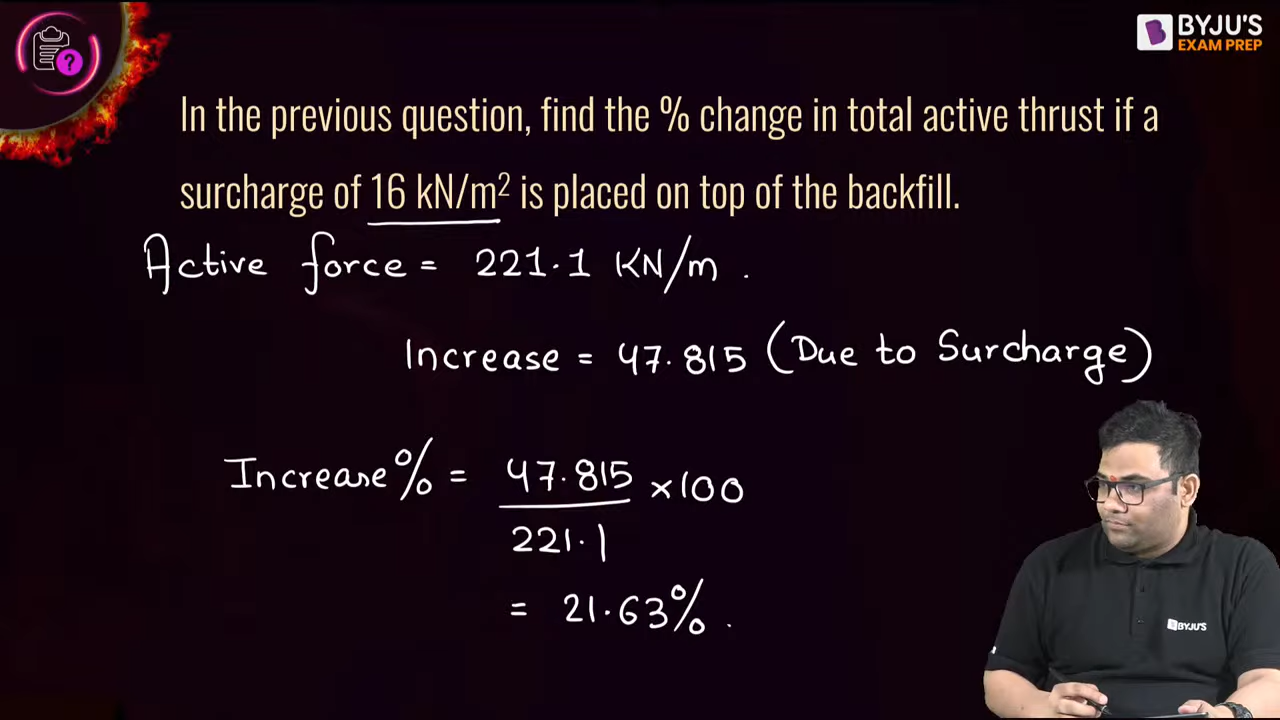 BYJU'S
EXAM PREP
In the previous question, find the % change in total active thrust if a
surcharge of 16 kN/m² is placed on top of the backfill.
Active force = 221.1 KN/m .
Increase = 47.815 (Due to Surcharge)
Increase % = 47.815 × 100
221.1
= 21.63% .
BYJU'S
?